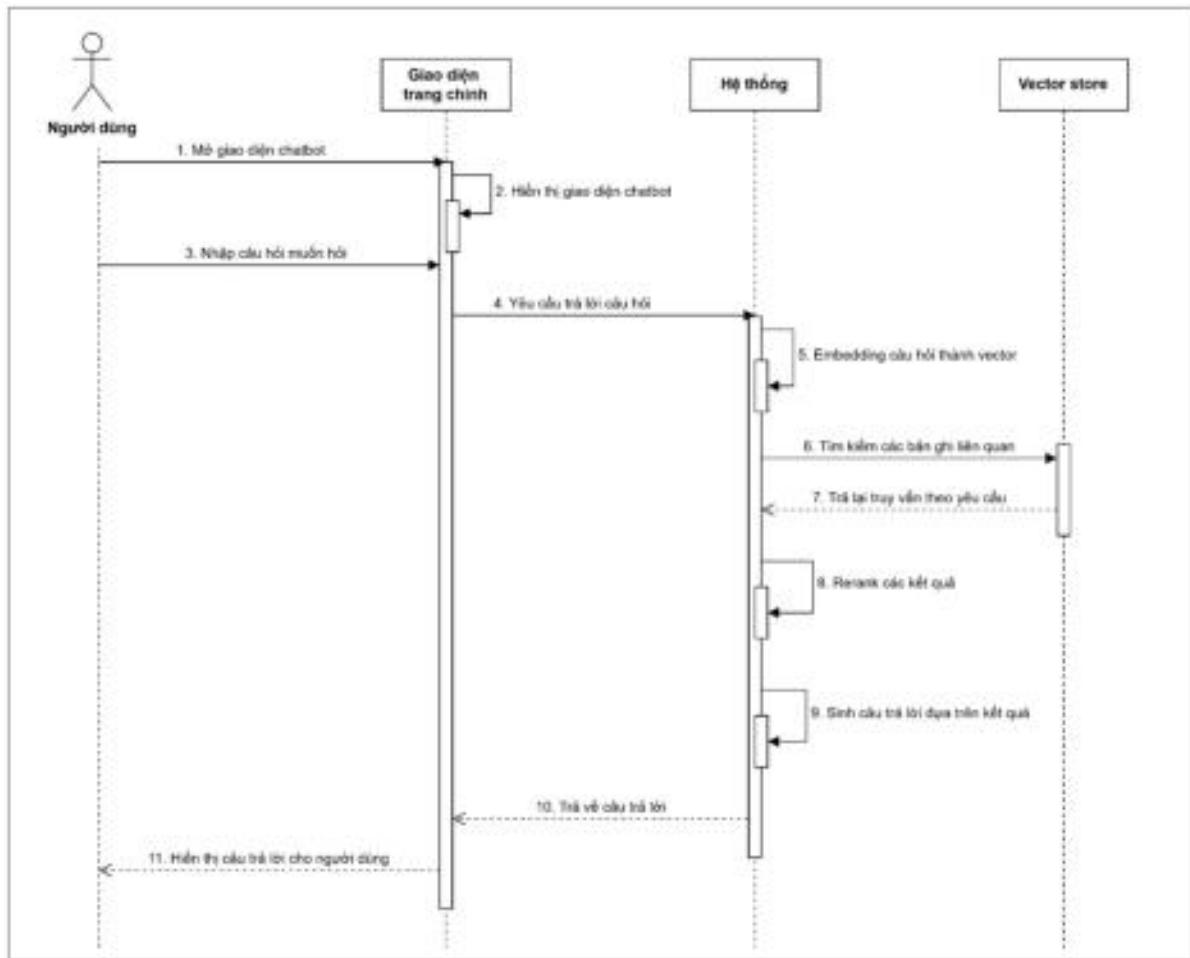 Giao diện
trang chính
Hệ thống
Vector store
Người dùng
1. Mở giao diện chatbot
2. Hiển thị giao diện chatbot
3. Nhập câu hỏi muốn hỏi
4. Yêu cầu trả lời câu hỏi
5. Embedding câu hỏi thành vector
6. Tìm kiếm các bản ghi liên quan
7. Trả lại truy vấn theo yêu cầu
8. Rerank các kết quả
9. Sinh câu trả lời dựa trên kết quả
10. Trả về câu trả lời
11. Hiển thị câu trả lời cho người dùng